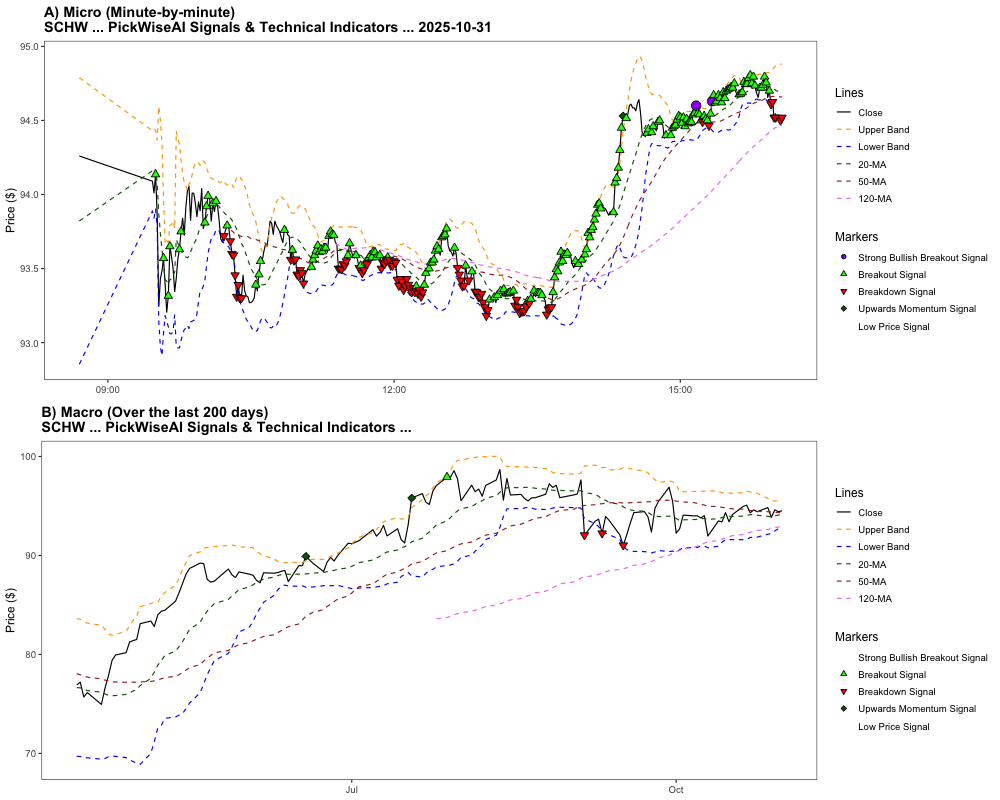 A) Micro (Minute-by-minute)
SCHW ... PickWiseAI Signals & Technical Indicators ... 2025-10-31
Price ($)
95.0
94.5
94.0
93.5
93.0
09:00
12:00
15:00
Lines
Close
Upper Band
Lower Band
20-MA
50-MA
120-MA
Markers
Strong Bullish Breakout Signal
Breakout Signal
Breakdown Signal
Upwards Momentum Signal
Low Price Signal
B) Macro (Over the last 200 days)
SCHW ... PickWiseAI Signals & Technical Indicators ...
Price ($)
100
90
80
70
Jul
Oct
Lines
Close
Upper Band
Lower Band
20-MA
50-MA
120-MA
Markers
Strong Bullish Breakout Signal
Breakout Signal
Breakdown Signal
Upwards Momentum Signal
Low Price Signal